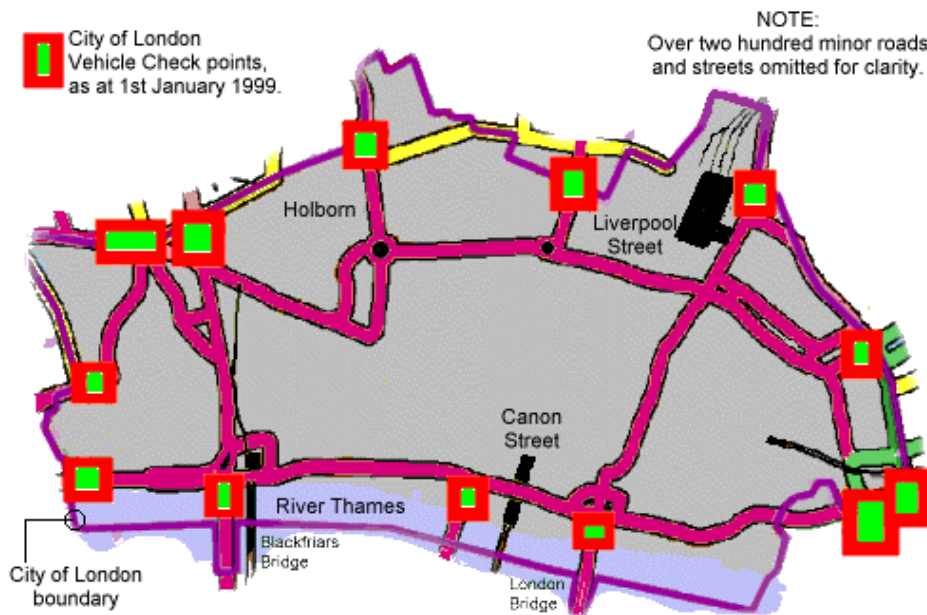 City of London
Vehicle Check points,
as at 1st January 1999.
NOTE:
Over two hundred minor roads
and streets omitted for clarity.
Holborn
Liverpool
Street
Canon
Street
River Thames
Blackfriars
Bridge
London
Bridge
City of London
boundary